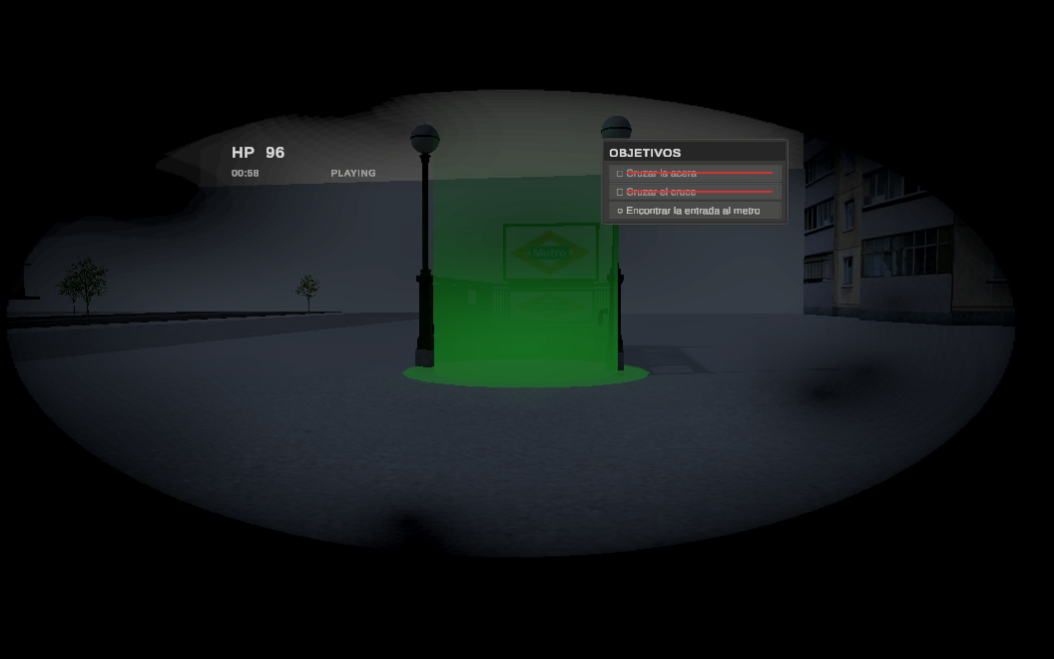 HP 96
00:58 PLAYING
OBJETIVOS
Cruzar la acera
Cruzar el cruce
Encontrar la entrada al metro
Metro